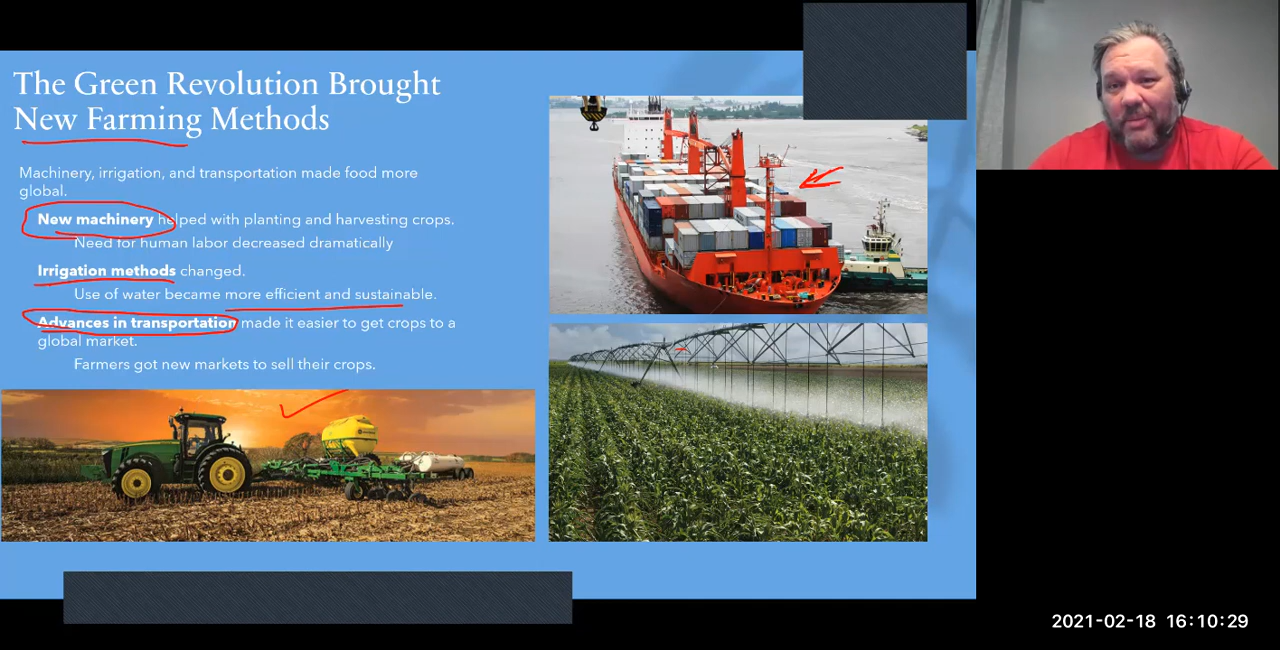 The Green Revolution Brought
New Farming Methods
Machinery, irrigation, and transportation made food more
global.
New machinery helped with planting and harvesting crops.
Need for human labor decreased dramatically
Irrigation methods changed.
Use of water became more efficient and sustainable.
Advances in transportation made it easier to get crops to a
global market.
Farmers got new markets to sell their crops.
2021-02-18 16:10:29